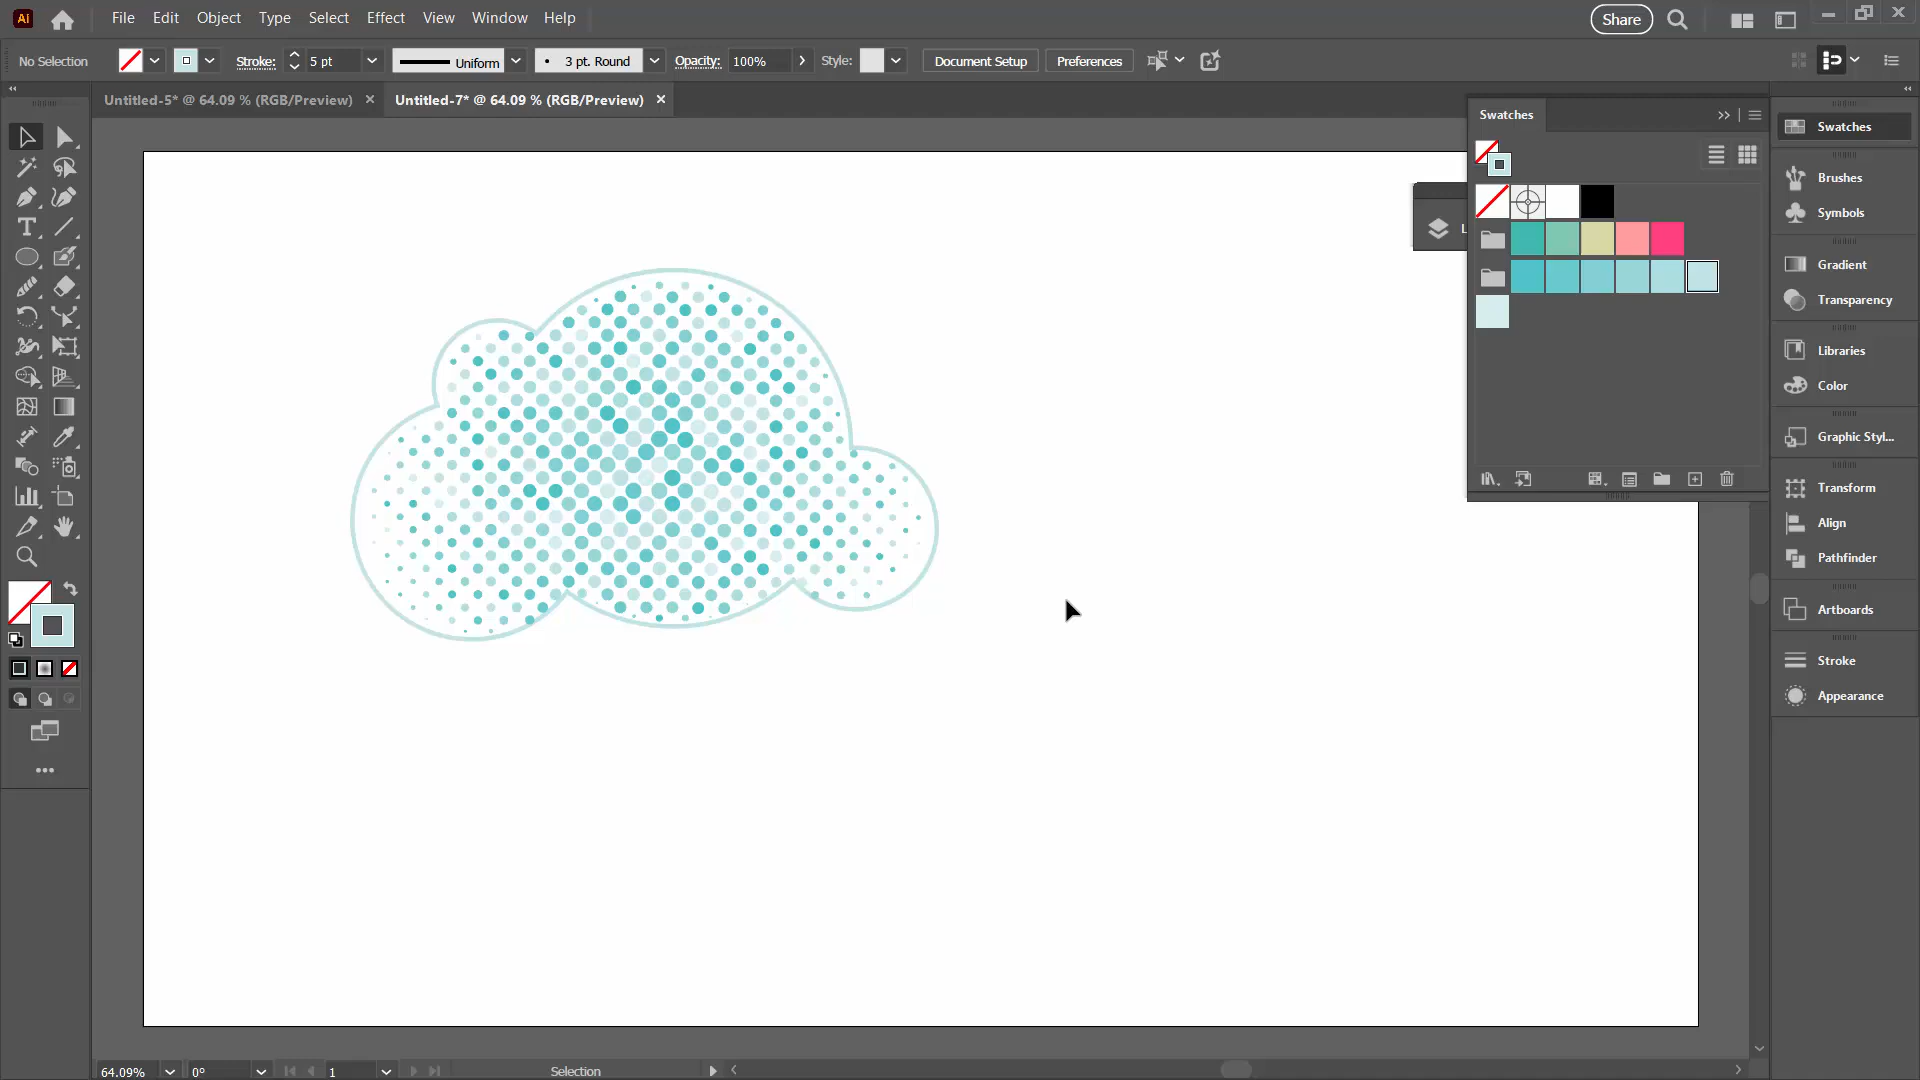 Ai File Edit Object Type Select Effect View Window Help Share
No Selection Stroke: 5 pt Uniform 3 pt. Round Opacity: 100% Style: Document Setup Preferences
Untitled-5* @ 64.09 % (RGB/Preview) Untitled-7* @ 64.09 % (RGB/Preview)
Swatches
Swatches
Brushes
Symbols
Gradient
Transparency
Libraries
Color
Graphic Styl...
Transform
Align
Pathfinder
Artboards
Stroke
Appearance
64.09% 0° 1 Selection